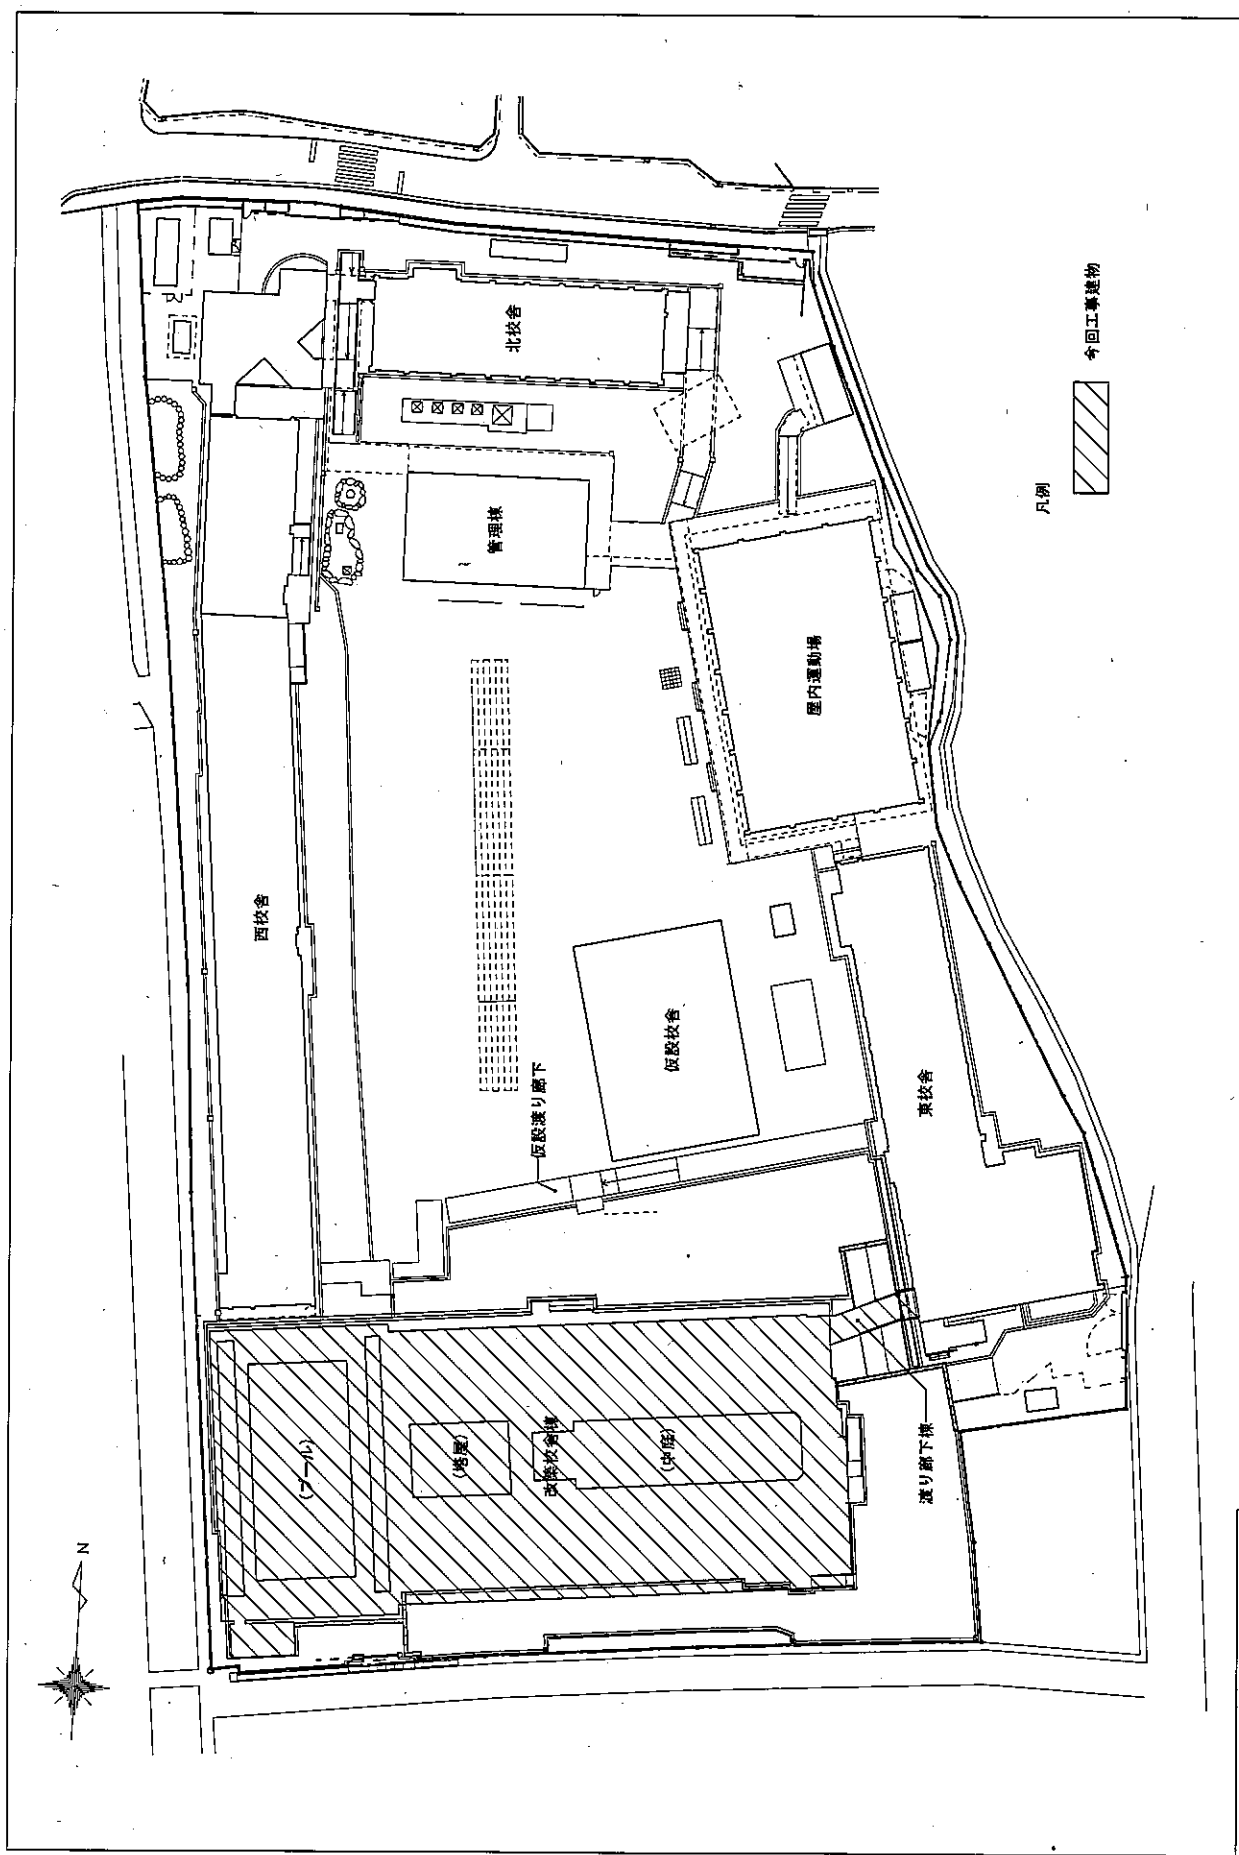 N
西校舎
北校舎
管理棟
屋内運動場
仮設渡り廊下
仮設校舎
東校舎
(プール)
(塔屋)
改築校舎棟
(中庭)
渡り廊下棟
凡例
今回工事建物